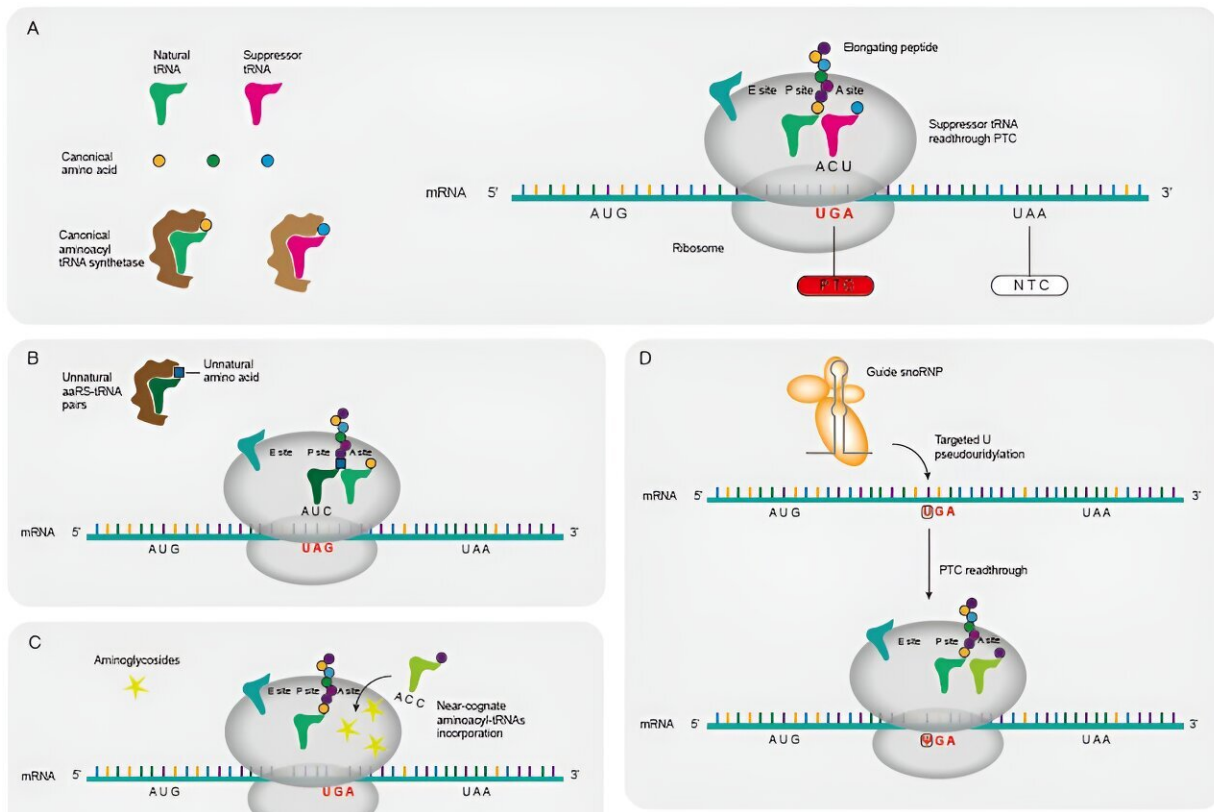 A
Natural
tRNA
Suppressor
tRNA
Canonical
amino acid
Canonical
aminoacyl
tRNA synthetase
Elongating peptide
E site P site A site
Suppressor tRNA
readthrough PTC
ACU
mRNA 5' 3'
AUG UGA UAA
Ribosome
PTC NTC
B
Unnatural
aaRS-tRNA
pairs
Unnatural
amino acid
E site P site A site
AUC
mRNA 5' 3'
AUG UAG UAA
C
Aminoglycosides
E site P site A site
ACC
Near-cognate
aminoacyl-tRNAs
incorporation
mRNA 5' 3'
AUG UGA UAA
D
Guide snoRNP
Targeted U
pseudouridylation
mRNA 5' 3'
AUG UGA UAA
PTC readthrough
E site P site A site
mRNA 5' 3'
AUG ΨGA UAA